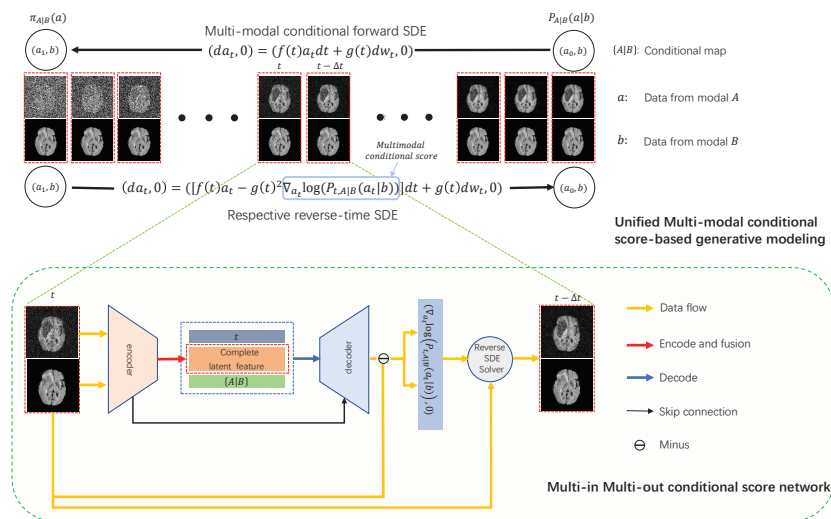 π_{A|B}(a)
P_{A|B}(a|b)
Multi-modal conditional forward SDE
(a₁, b)
(da_t, 0) = (f(t)a_t dt + g(t)dw_t, 0)
(a₀, b)
{A|B}: Conditional map
t
t − Δt
a: Data from modal A
b: Data from modal B
Multimodal
conditional score
(a₁, b)
(da_t, 0) = ([f(t)a_t − g(t)²∇_{a_t}log(P_{t,A|B}(a_t|b))]dt + g(t)dw_t, 0)
(a₀, b)
Respective reverse-time SDE
Unified Multi-modal conditional
score-based generative modeling
t
t − Δt
encoder
t
Complete
latent feature
{A|B}
decoder
(∇_{a_t}log(P_{t,A|B}(a_t|b)), 0)
Reverse
SDE
Solver
Data flow
Encode and fusion
Decode
Skip connection
Minus
Multi-in Multi-out conditional score network